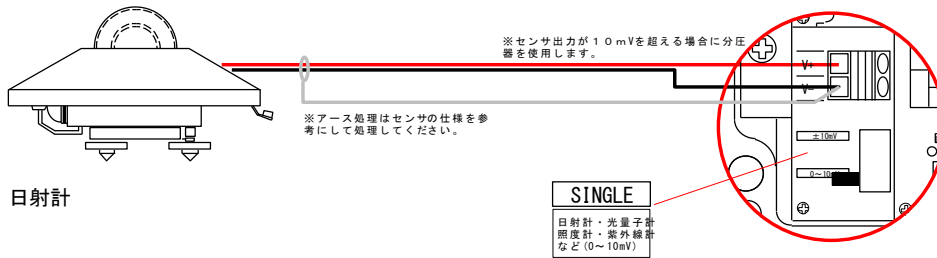 ※センサ出力が１０ｍVを超える場合に分圧
器を使用します。
V+
V-
※アース処理はセンサの仕様を参
考にして処理してください。
±10mV
0～10mV
日射計
SINGLE
日射計・光量子計
照度計・紫外線計
など(0～10mV)